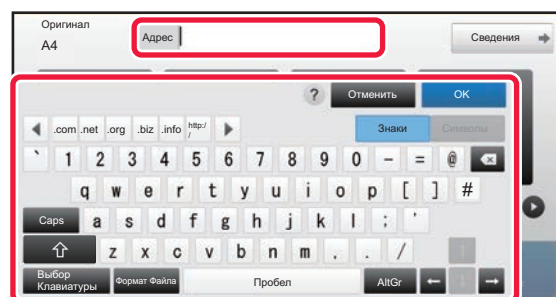 Оригинал
A4
Адрес
Сведения
?
Отменить
OK
.com .net .org .biz .info http://
Знаки
Символы
` 1 2 3 4 5 6 7 8 9 0 - = @
q w e r t y u i o p [ ] #
Caps a s d f g h j k l ; '
z x c v b n m . . /
Выбор Клавиатуры
Формат Файла
Пробел
AltGr